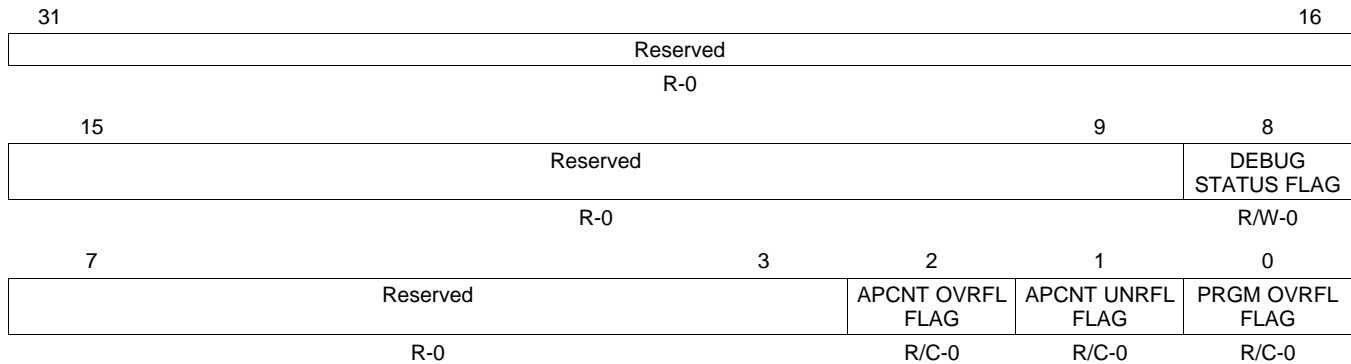 31 16
Reserved
R-0
15 9 8
Reserved DEBUG
STATUS FLAG
R-0 R/W-0
7 3 2 1 0
Reserved APCNT OVRFL APCNT UNRFL PRGM OVRFL
FLAG FLAG FLAG
R-0 R/C-0 R/C-0 R/C-0